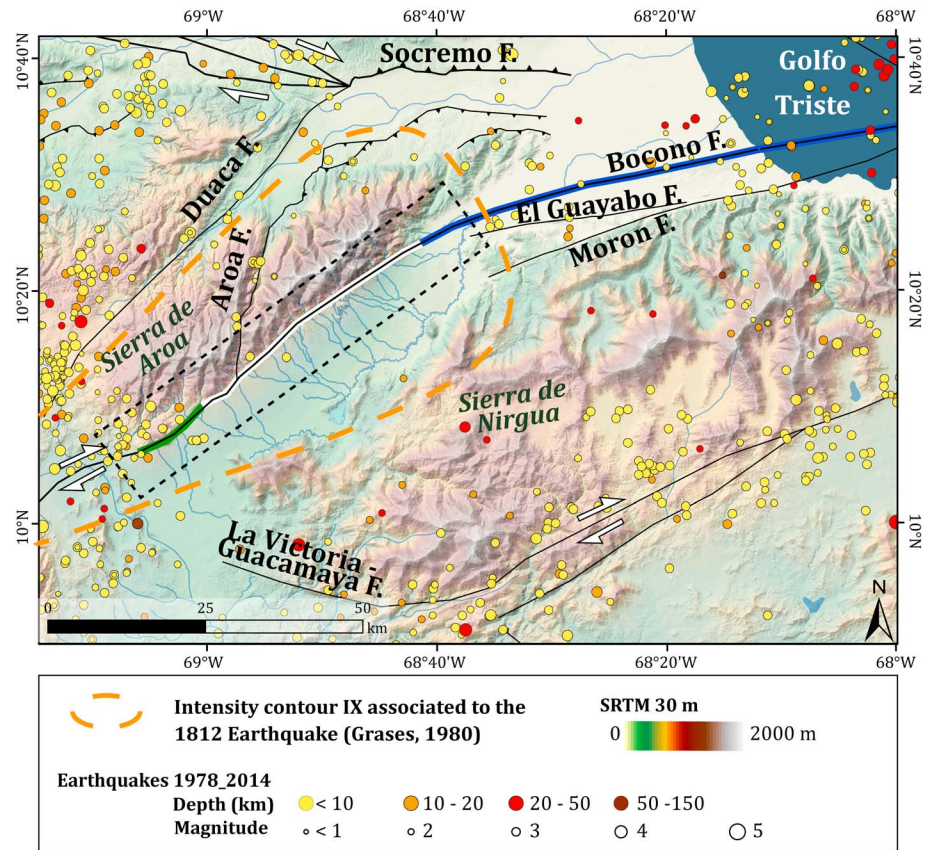 69°W 68°40'W 68°20'W 68°W
10°40'N
10°40'N
Socremo F.
Golfo
Triste
Duaca F.
Bocono F.
El Guayabo F.
Moron F.
Aroa F.
10°20'N
10°20'N
Sierra de
Aroa
Sierra de
Nirgua
10°N
10°N
La Victoria -
Guacamaya F.
N
0 25 50
km
69°W 68°40'W 68°20'W 68°W
Intensity contour IX associated to the
1812 Earthquake (Grases, 1980)
SRTM 30 m
0 2000 m
Earthquakes 1978_2014
Depth (km) < 10 10 - 20 20 - 50 50 -150
Magnitude < 1 2 3 4 5